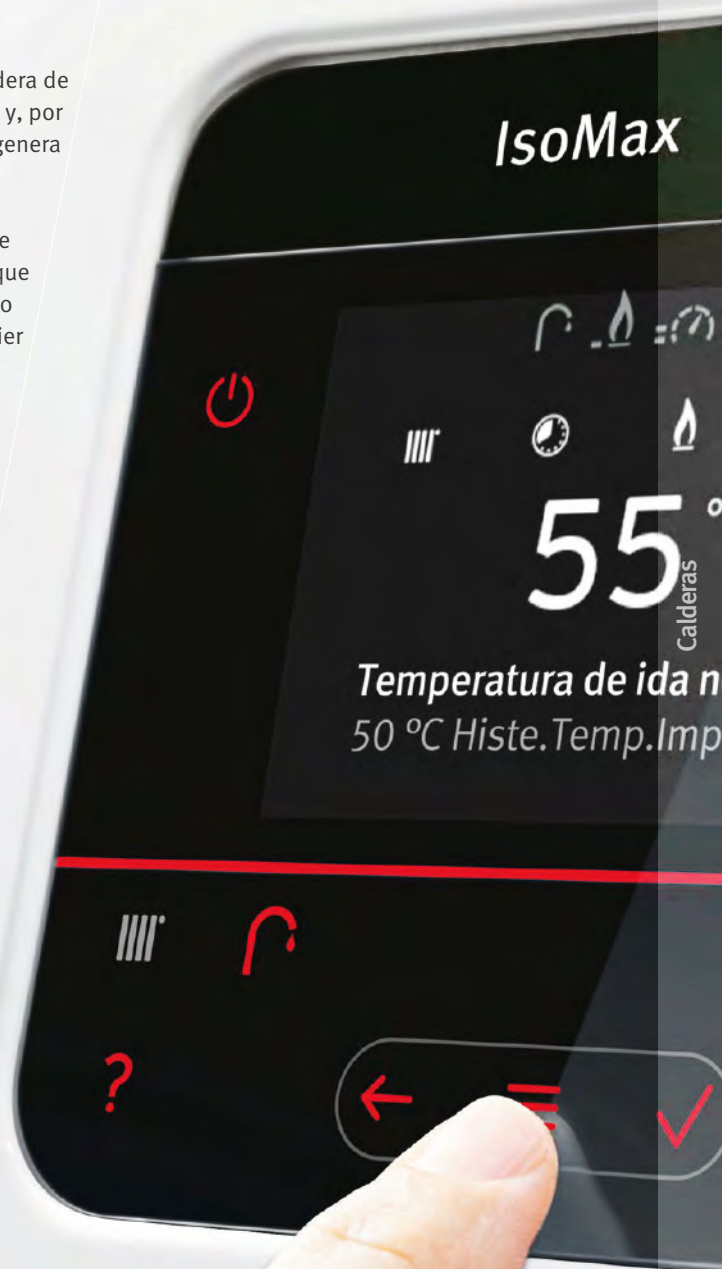 dera de
y, por
genera
e
que
o
ier
IsoMax
55°
Calderas
Temperatura de ida n
50 ºC Histe.Temp.Imp
?